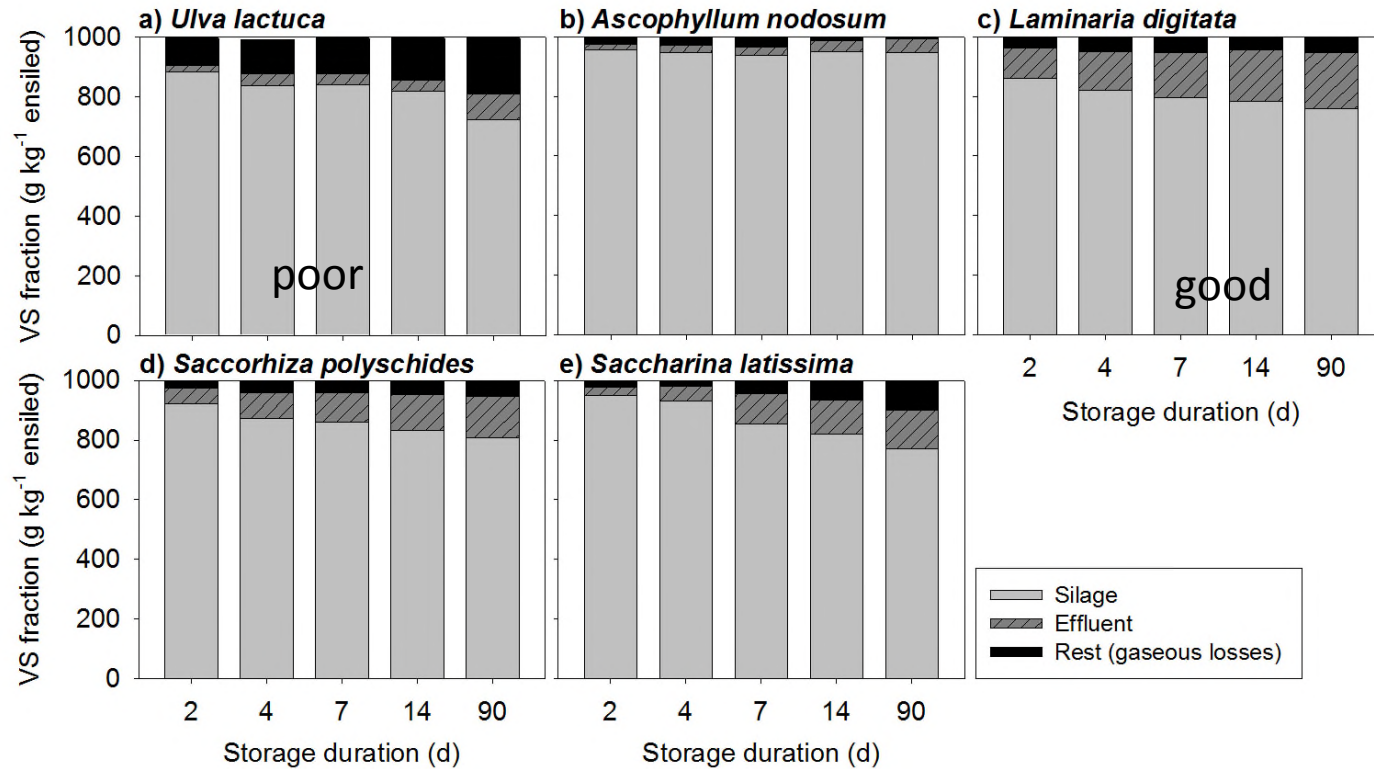 a) Ulva lactuca
b) Ascophyllum nodosum
c) Laminaria digitata
VS fraction (g kg⁻¹ ensiled)
1000
800
600
400
200
0
poor
good
2 4 7 14 90
Storage duration (d)
d) Saccorhiza polyschides
e) Saccharina latissima
VS fraction (g kg⁻¹ ensiled)
1000
800
600
400
200
0
2 4 7 14 90
2 4 7 14 90
Storage duration (d)
Storage duration (d)
Silage
Effluent
Rest (gaseous losses)